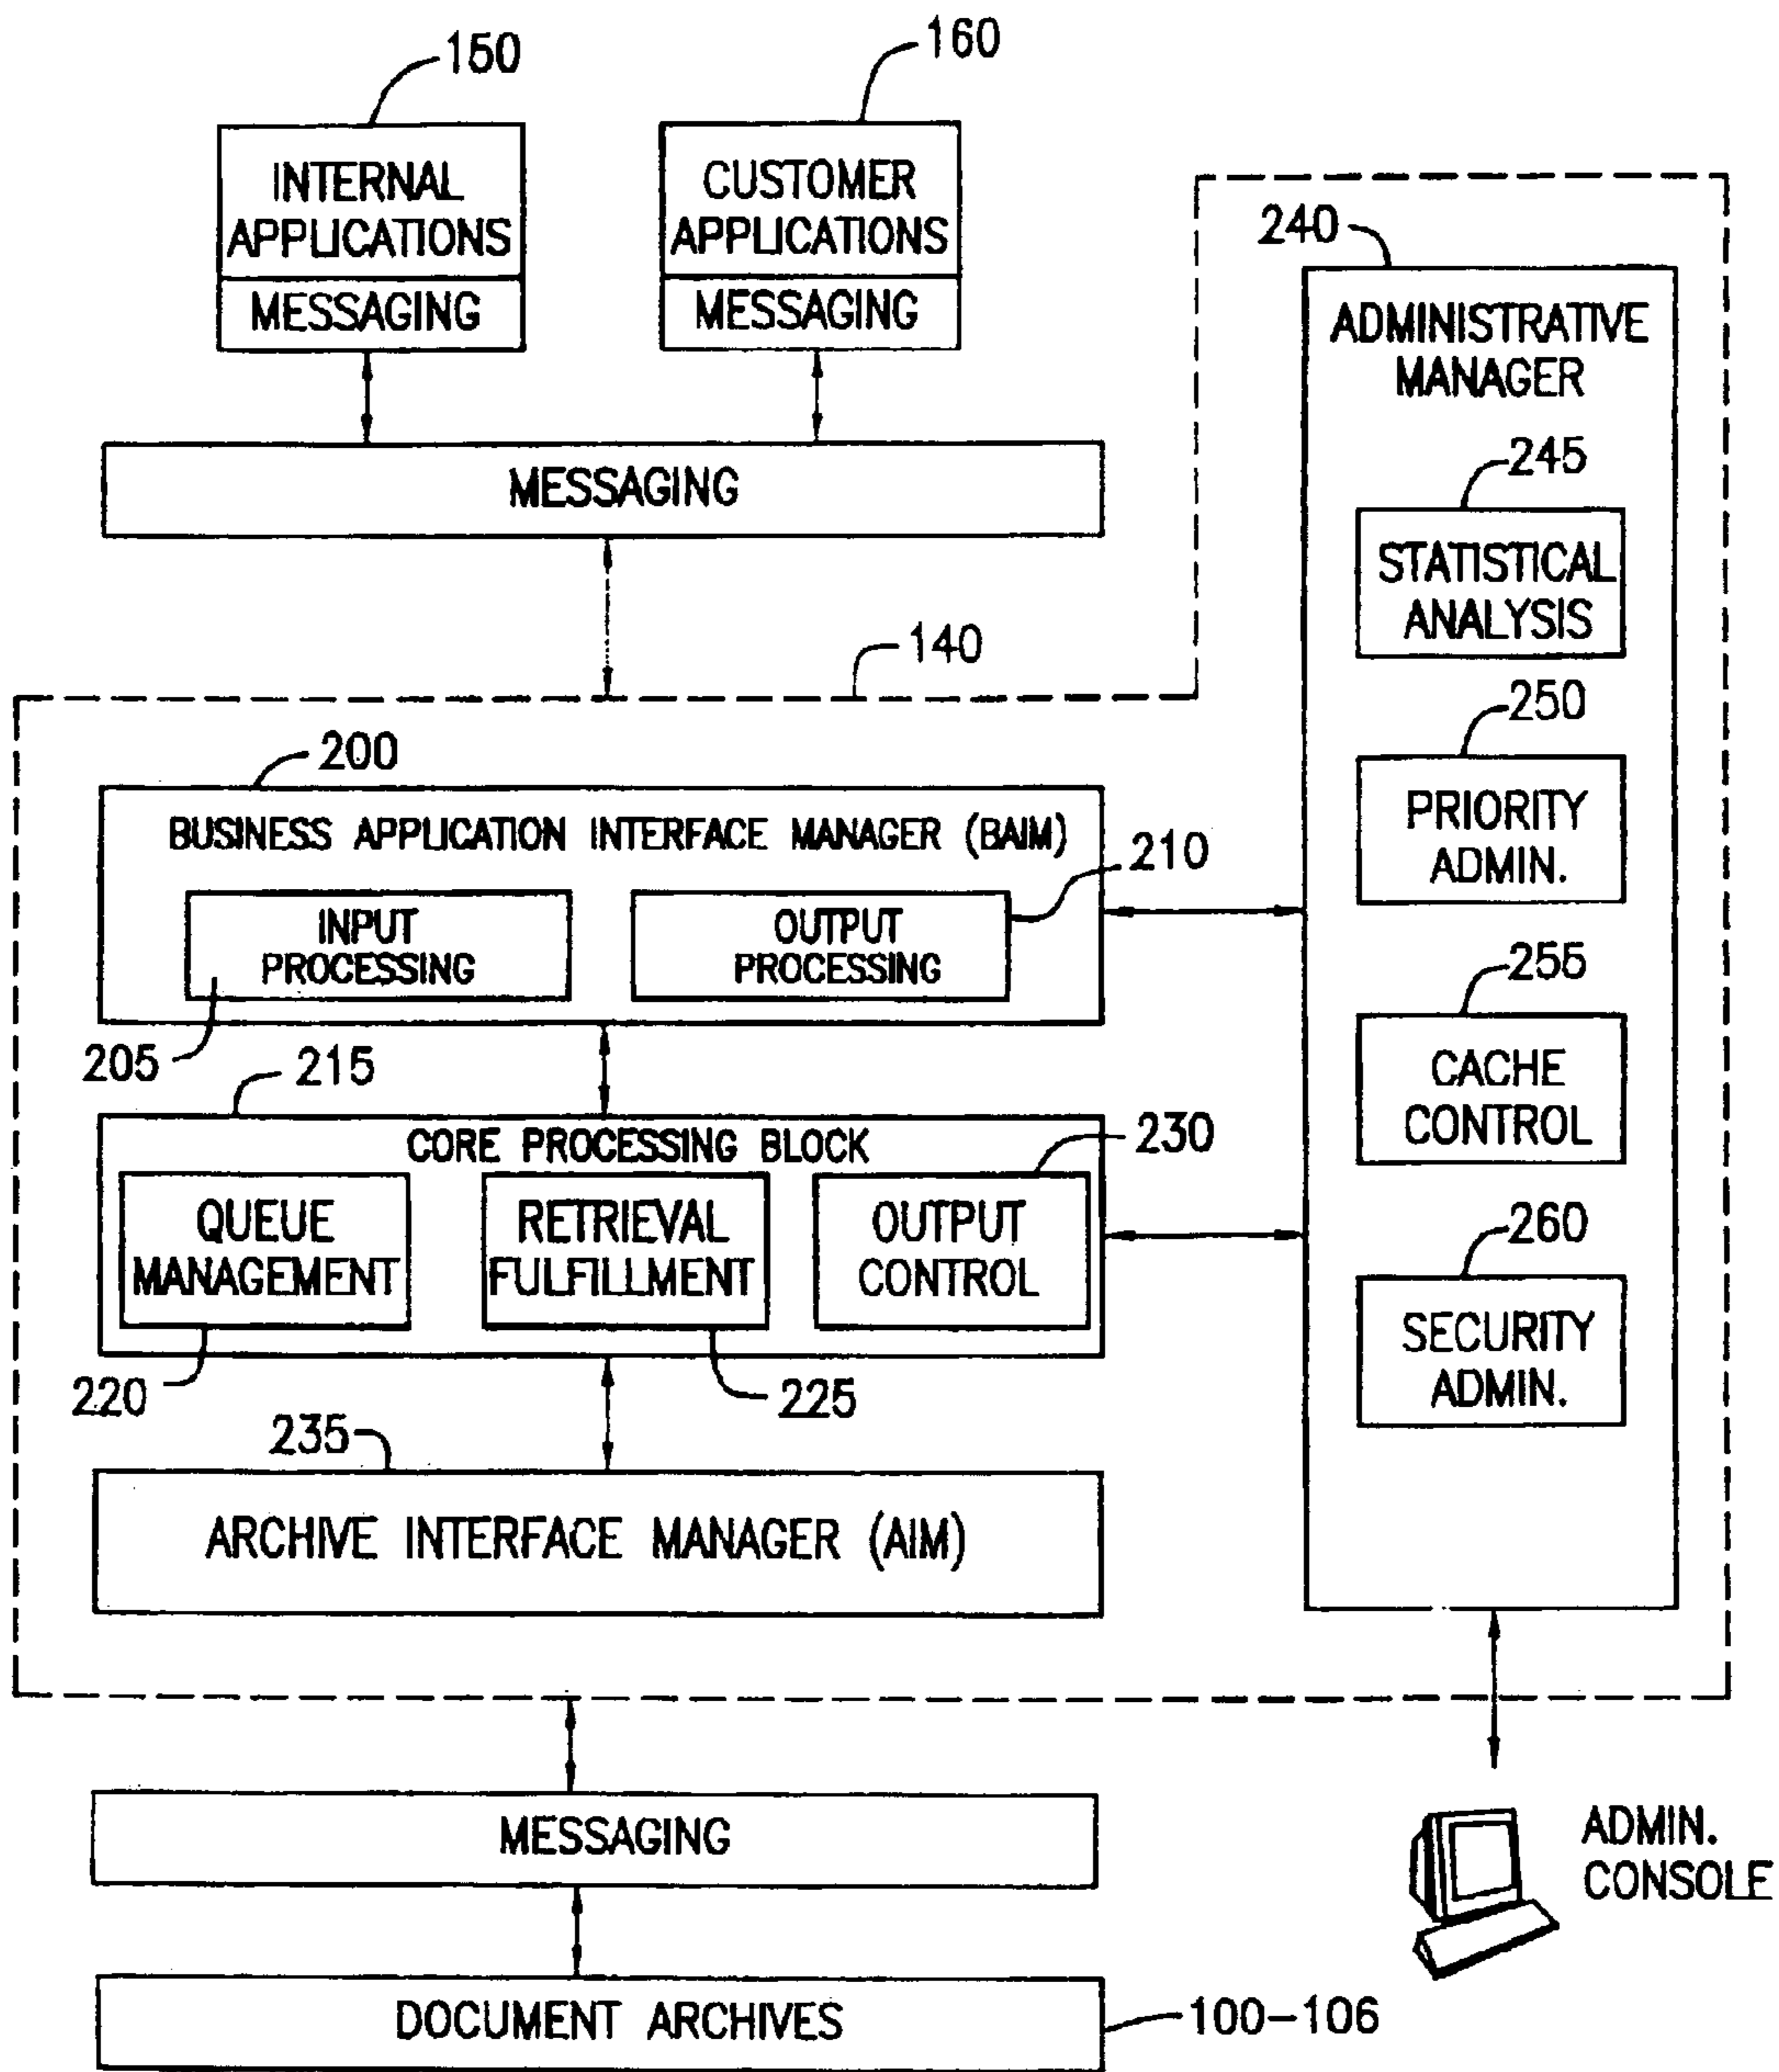 150
160
INTERNAL
APPLICATIONS
MESSAGING
CUSTOMER
APPLICATIONS
MESSAGING
240
ADMINISTRATIVE
MANAGER
MESSAGING
245
STATISTICAL
ANALYSIS
140
250
PRIORITY
ADMIN.
200
BUSINESS APPLICATION INTERFACE MANAGER (BAIM)
210
INPUT
PROCESSING
OUTPUT
PROCESSING
255
CACHE
CONTROL
205
215
CORE PROCESSING BLOCK
230
QUEUE
MANAGEMENT
RETRIEVAL
FULFILLMENT
OUTPUT
CONTROL
260
SECURITY
ADMIN.
220
225
235
ARCHIVE INTERFACE MANAGER (AIM)
MESSAGING
ADMIN.
CONSOLE
DOCUMENT ARCHIVES
100-106